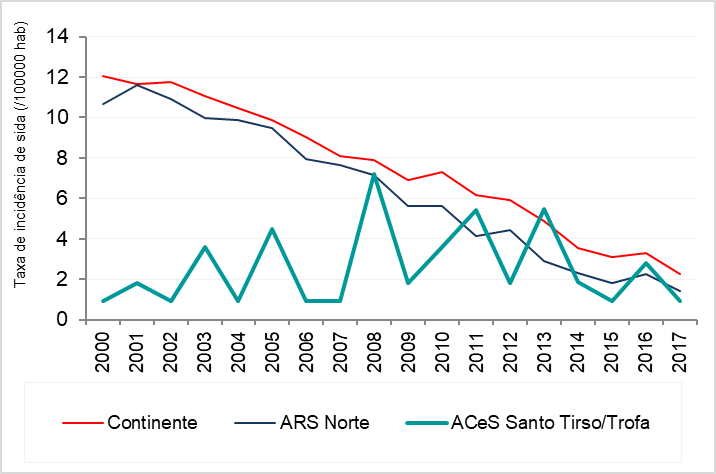 Taxa de incidência de sida (/100000 hab)
14
12
10
8
6
4
2
0
2000 2001 2002 2003 2004 2005 2006 2007 2008 2009 2010 2011 2012 2013 2014 2015 2016 2017
Continente ARS Norte ACeS Santo Tirso/Trofa